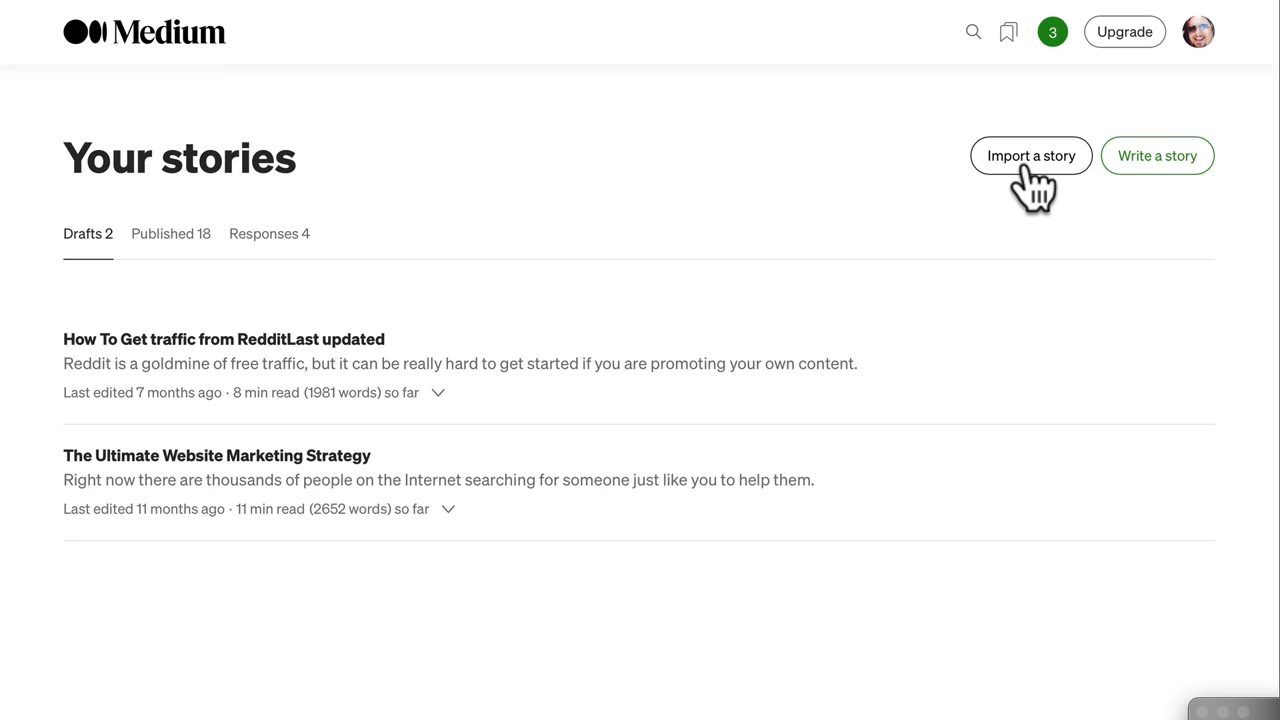 Medium
3
Upgrade
Your stories
Import a story
Write a story
Drafts 2
Published 18
Responses 4
How To Get traffic from RedditLast updated
Reddit is a goldmine of free traffic, but it can be really hard to get started if you are promoting your own content.
Last edited 7 months ago · 8 min read (1981 words) so far
The Ultimate Website Marketing Strategy
Right now there are thousands of people on the Internet searching for someone just like you to help them.
Last edited 11 months ago · 11 min read (2652 words) so far